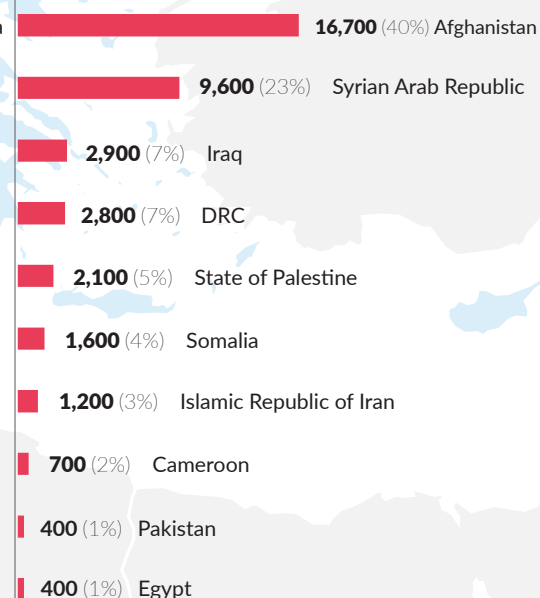 16,700 (40%) Afghanistan
9,600 (23%) Syrian Arab Republic
2,900 (7%) Iraq
2,800 (7%) DRC
2,100 (5%) State of Palestine
1,600 (4%) Somalia
1,200 (3%) Islamic Republic of Iran
700 (2%) Cameroon
400 (1%) Pakistan
400 (1%) Egypt